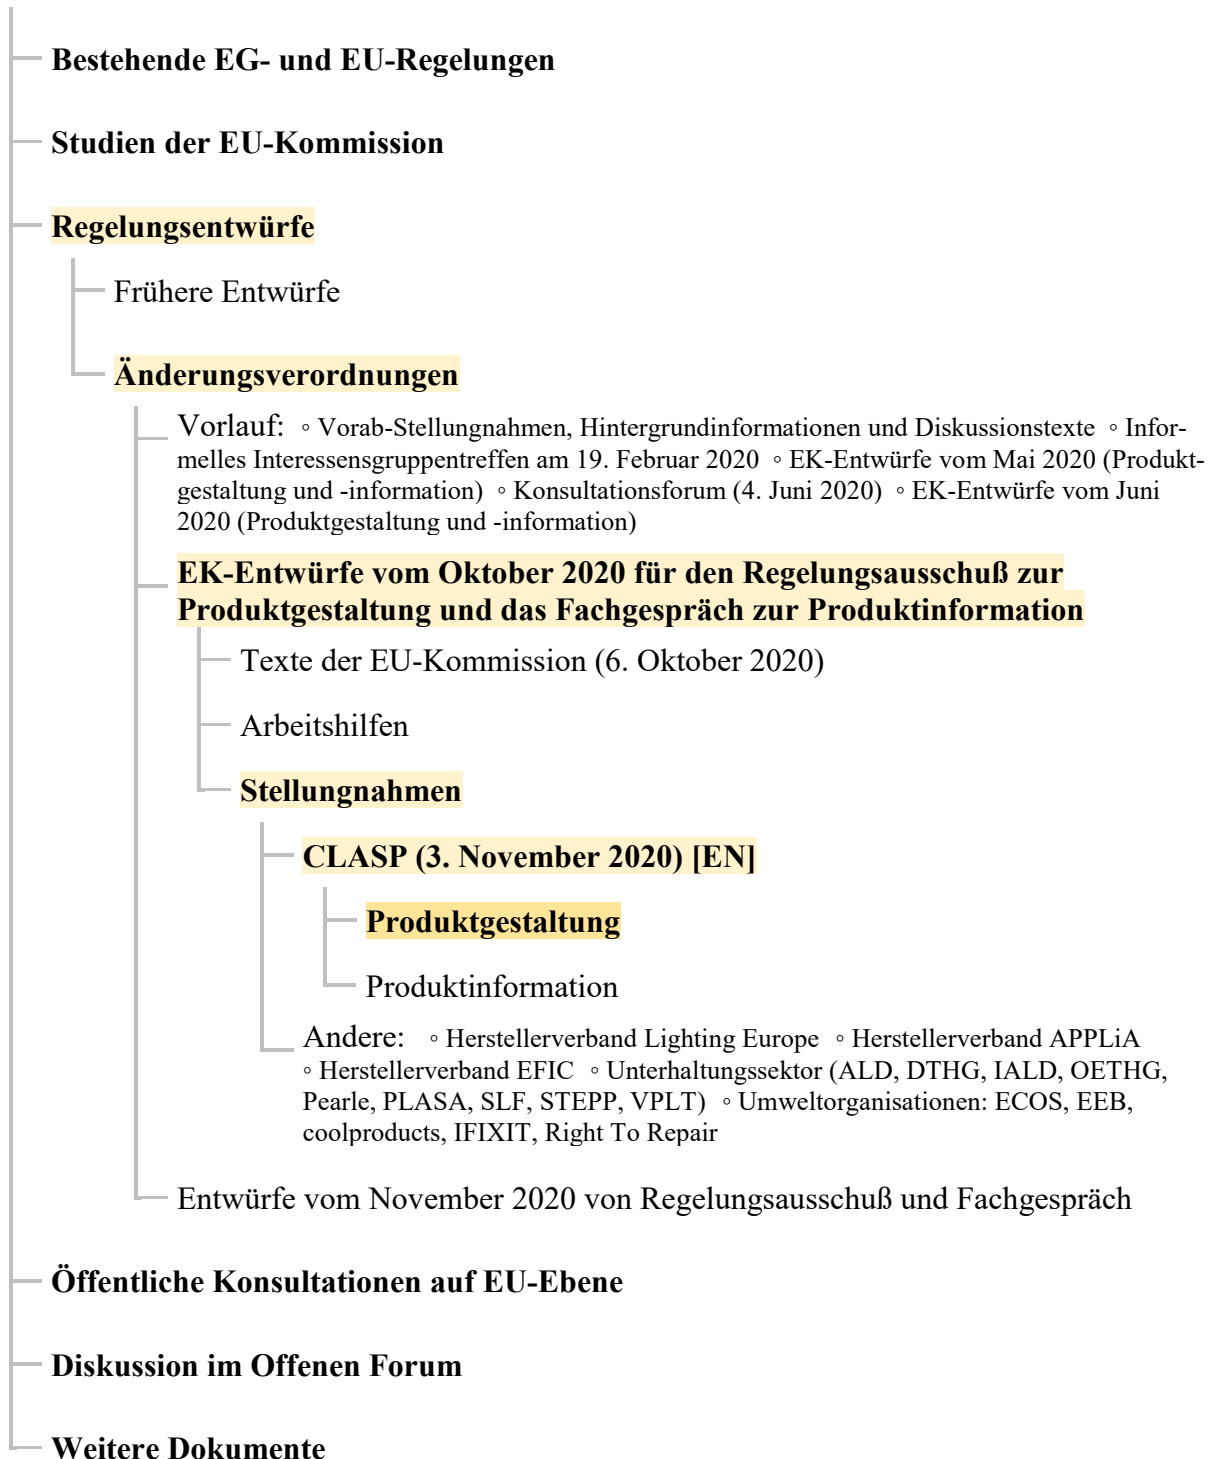 Bestehende EG- und EU-Regelungen
Studien der EU-Kommission
Regelungsentwürfe
Frühere Entwürfe
Änderungsverordnungen
Vorlauf: ◦ Vorab-Stellungnahmen, Hintergrundinformationen und Diskussionstexte ◦ Infor-
melles Interessensgruppentreffen am 19. Februar 2020 ◦ EK-Entwürfe vom Mai 2020 (Produkt-
gestaltung und -information) ◦ Konsultationsforum (4. Juni 2020) ◦ EK-Entwürfe vom Juni
2020 (Produktgestaltung und -information)
EK-Entwürfe vom Oktober 2020 für den Regelungsausschuß zur
Produktgestaltung und das Fachgespräch zur Produktinformation
Texte der EU-Kommission (6. Oktober 2020)
Arbeitshilfen
Stellungnahmen
CLASP (3. November 2020) [EN]
Produktgestaltung
Produktinformation
Andere: ◦ Herstellerverband Lighting Europe ◦ Herstellerverband APPLiA
◦ Herstellerverband EFIC ◦ Unterhaltungssektor (ALD, DTHG, IALD, OETHG,
Pearle, PLASA, SLF, STEPP, VPLT) ◦ Umweltorganisationen: ECOS, EEB,
coolproducts, IFIXIT, Right To Repair
Entwürfe vom November 2020 von Regelungsausschuß und Fachgespräch
Öffentliche Konsultationen auf EU-Ebene
Diskussion im Offenen Forum
Weitere Dokumente